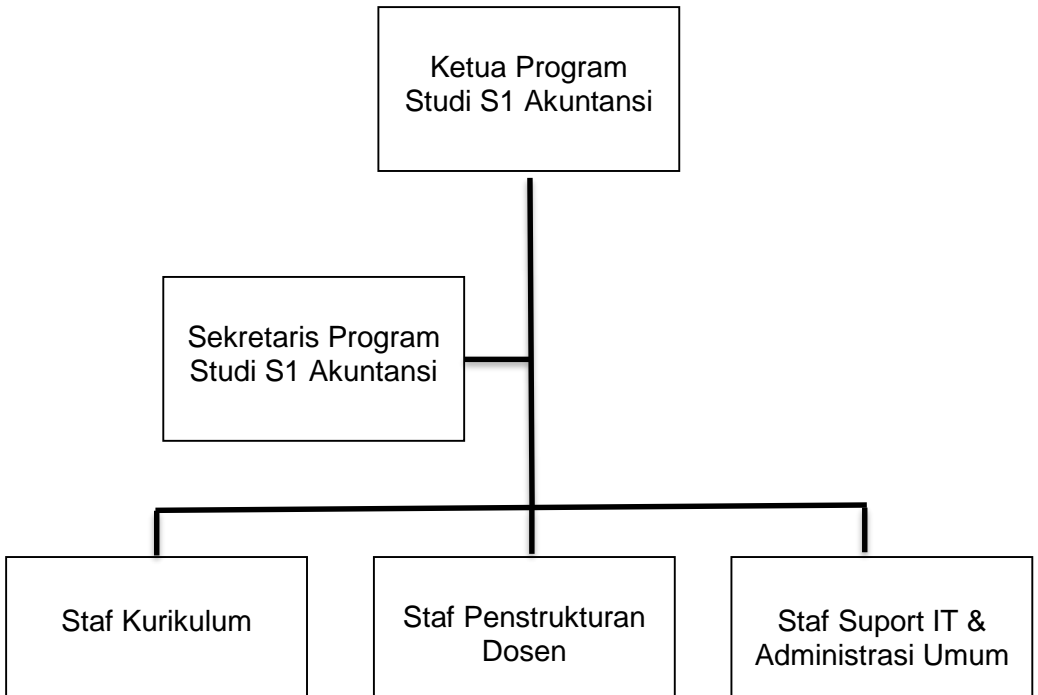 Ketua Program
Studi S1 Akuntansi
Sekretaris Program
Studi S1 Akuntansi
Staf Kurikulum
Staf Penstrukturan
Dosen
Staf Suport IT &
Administrasi Umum